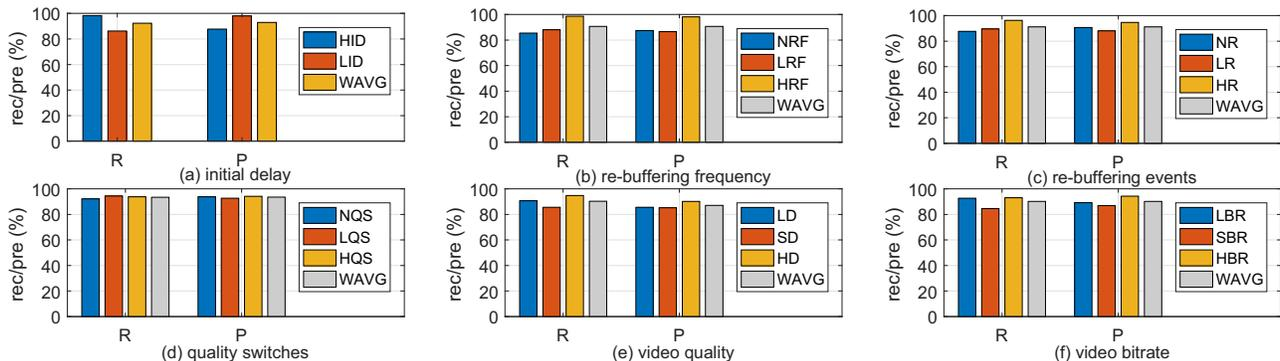 rec/pre (%)
100
80
60
40
20
0
HID
LID
WAVG
R
P
(a) initial delay
rec/pre (%)
100
80
60
40
20
0
NRF
LRF
HRF
WAVG
R
P
(b) re-buffering frequency
rec/pre (%)
100
80
60
40
20
0
NR
LR
HR
WAVG
R
P
(c) re-buffering events
rec/pre (%)
100
80
60
40
20
0
NQS
LQS
HQS
WAVG
R
P
(d) quality switches
rec/pre (%)
100
80
60
40
20
0
LD
SD
HD
WAVG
R
P
(e) video quality
rec/pre (%)
100
80
60
40
20
0
LBR
SBR
HBR
WAVG
R
P
(f) video bitrate